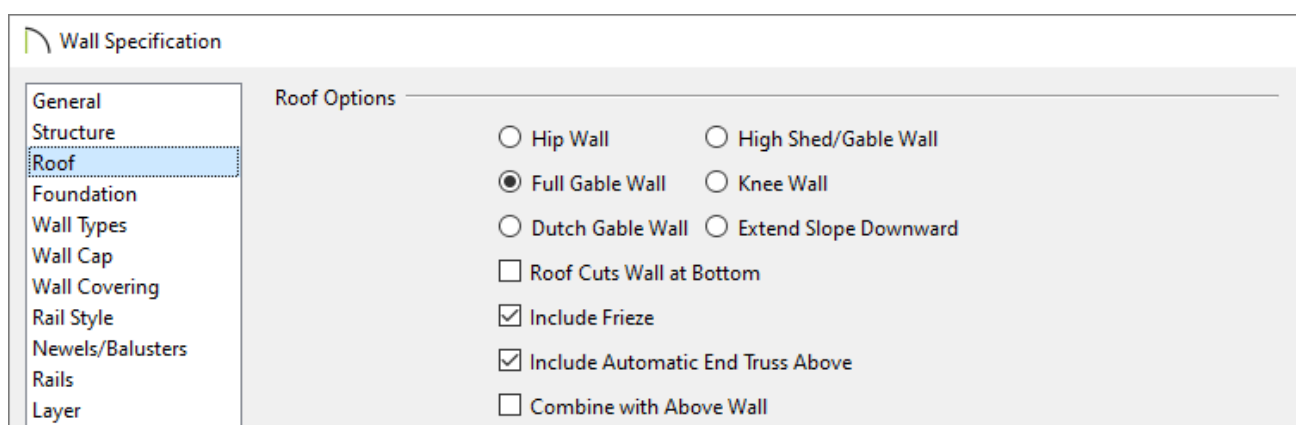 Wall Specification
General
Structure
Roof
Foundation
Wall Types
Wall Cap
Wall Covering
Rail Style
Newels/Balusters
Rails
Layer
Roof Options
Hip Wall High Shed/Gable Wall
Full Gable Wall Knee Wall
Dutch Gable Wall Extend Slope Downward
Roof Cuts Wall at Bottom
Include Frieze
Include Automatic End Truss Above
Combine with Above Wall